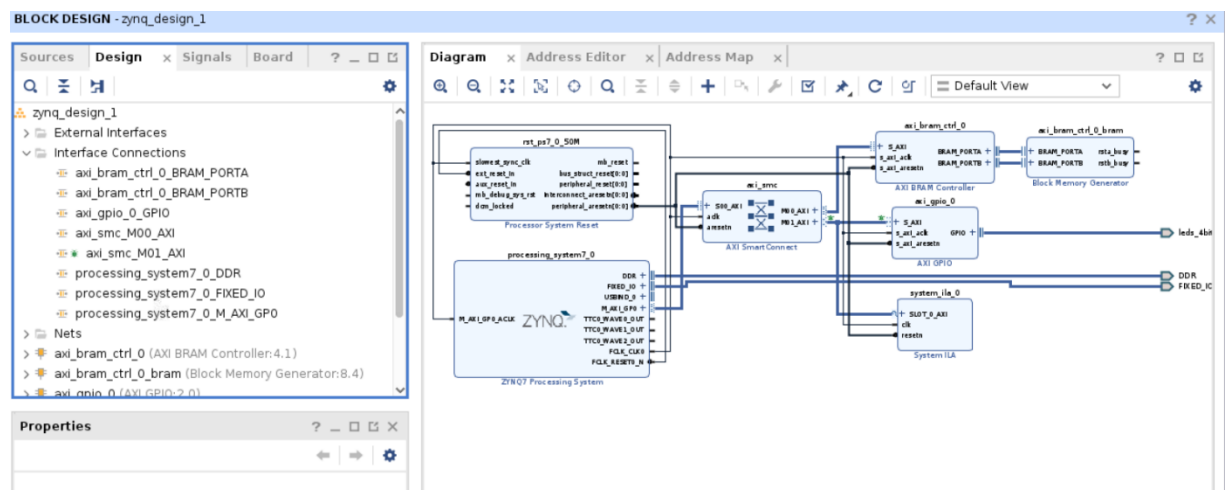 BLOCK DESIGN - zynq_design_1
Sources Design Signals Board
zynq_design_1
External Interfaces
Interface Connections
axi_bram_ctrl_0_BRAM_PORTA
axi_bram_ctrl_0_BRAM_PORTB
axi_gpio_0_GPIO
axi_smc_M00_AXI
axi_smc_M01_AXI
processing_system7_0_DDR
processing_system7_0_FIXED_IO
processing_system7_0_M_AXI_GP0
Nets
axi_bram_ctrl_0 (AXI BRAM Controller:4.1)
axi_bram_ctrl_0_bram (Block Memory Generator:8.4)
axi_gpio_0 (AXI GPIO:2.0)
Properties
Diagram Address Editor Address Map
Default View
rst_ps7_0_50M
slowest_sync_clk mb_reset
ext_reset_in bus_struct_reset[0:0]
aux_reset_in peripheral_reset[0:0]
mb_debug_sys_rst interconnect_aresetn[0:0]
dcm_locked peripheral_aresetn[0:0]
Processor System Reset
processing_system7_0
DDR
FIXED_IO
USBIND_0
M_AXI_GP0
M_AXI_GP0_ACLK ZYNQ. TTC0_WAVE0_OUT
TTC0_WAVE1_OUT
TTC0_WAVE2_OUT
FCLK_CLK0
FCLK_RESET0_N
ZYNQ7 Processing System
axi_smc
S00_AXI M00_AXI
aclk M01_AXI
aresetn
AXI SmartConnect
axi_bram_ctrl_0
S_AXI BRAM_PORTA
s_axi_aclk BRAM_PORTB
s_axi_aresetn
AXI BRAM Controller
axi_bram_ctrl_0_bram
BRAM_PORTA rsta_busy
BRAM_PORTB rstb_busy
Block Memory Generator
axi_gpio_0
S_AXI
s_axi_aclk GPIO
s_axi_aresetn
AXI GPIO
leds_4bit
DDR
FIXED_IO
system_ila_0
SLOT_0_AXI
clk
resetn
System ILA